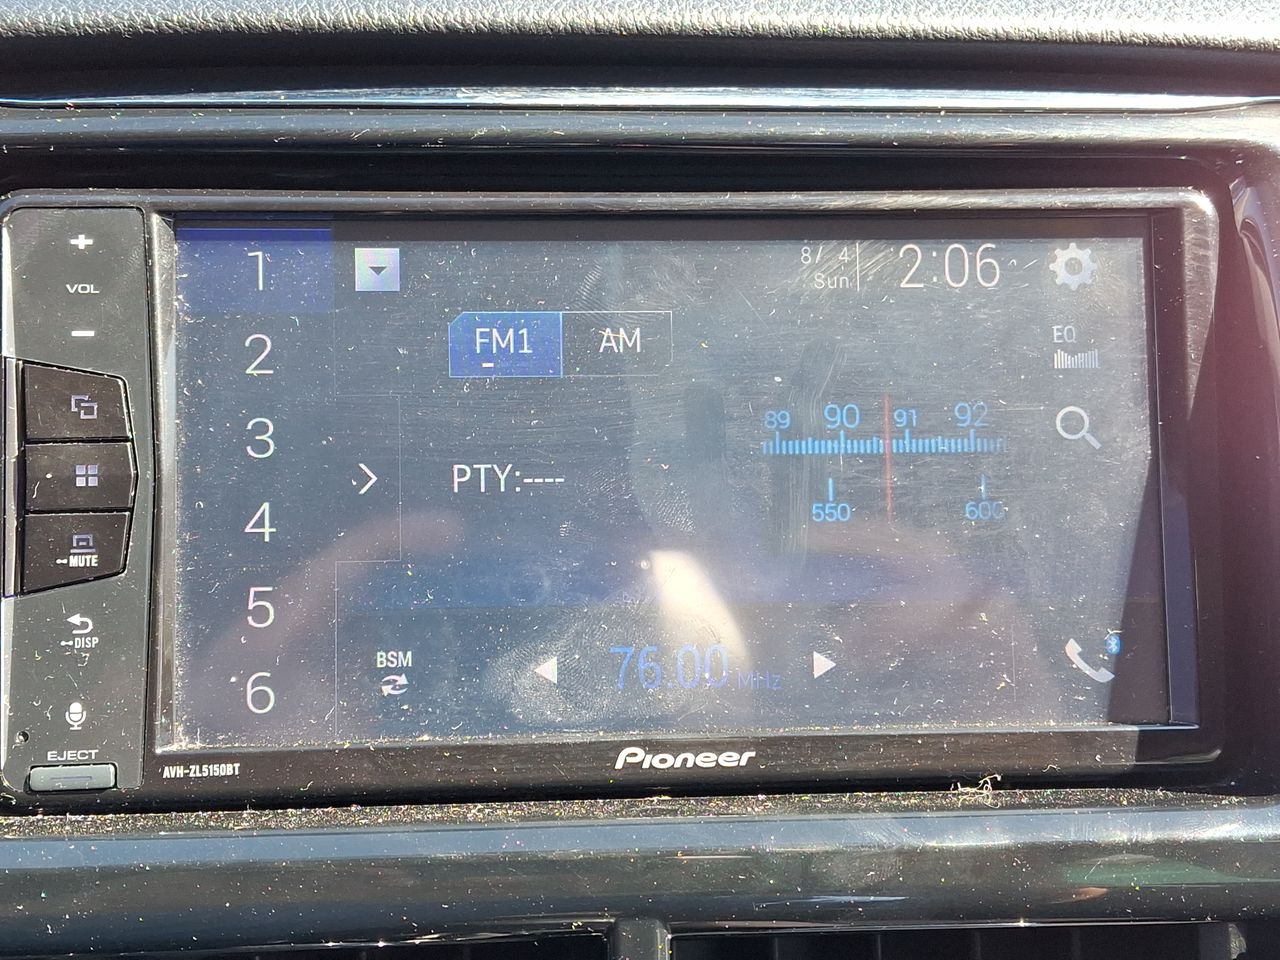 +
VOL
-
MUTE
DISP
EJECT
AVH-ZL5150BT
1
2
3
4
5
6
8/ 4
Sun
2:06
FM1
AM
EQ
89 90 91 92
PTY:----
550 600
BSM
76.00 MHz
Pioneer